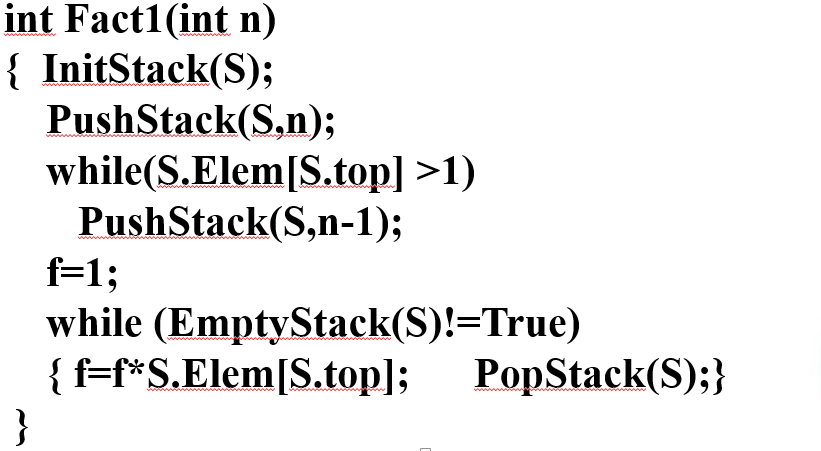 int Fact1(int n)
{ InitStack(S);
PushStack(S,n);
while(S.Elem[S.top] >1)
PushStack(S,n-1);
f=1;
while (EmptyStack(S)!=True)
{ f=f*S.Elem[S.top]; PopStack(S);}
}